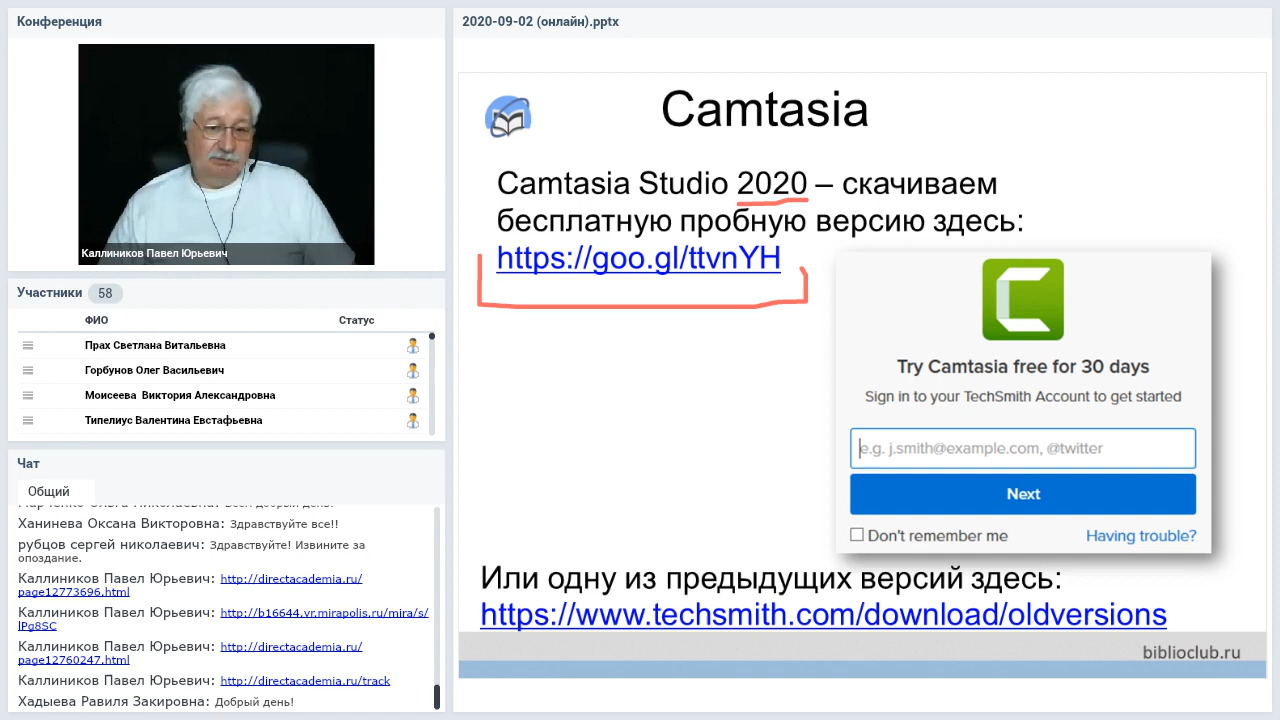 Конференция
Каллиников Павел Юрьевич
Участники 58
ФИО Статус
Прах Светлана Витальевна
Горбунов Олег Васильевич
Моисеева Виктория Александровна
Типелиус Валентина Евстафьевна
Чат
Общий
Ханинева Оксана Викторовна: Здравствуйте все!!
рубцов сергей николаевич: Здравствуйте! Извините за
опоздание.
Каллиников Павел Юрьевич: http://directacademia.ru/
page12773696.html
Каллиников Павел Юрьевич: http://b16644.vr.mirapolis.ru/mira/s/
lPg8SC
Каллиников Павел Юрьевич: http://directacademia.ru/
page12760247.html
Каллиников Павел Юрьевич: http://directacademia.ru/track
Хадыева Равиля Закировна: Добрый день!
2020-09-02 (онлайн).pptx
Camtasia
Camtasia Studio 2020 – скачиваем
бесплатную пробную версию здесь:
https://goo.gl/ttvnYH
Try Camtasia free for 30 days
Sign in to your TechSmith Account to get started
e.g. j.smith@example.com, @twitter
Next
Don't remember me Having trouble?
Или одну из предыдущих версий здесь:
https://www.techsmith.com/download/oldversions
biblioclub.ru